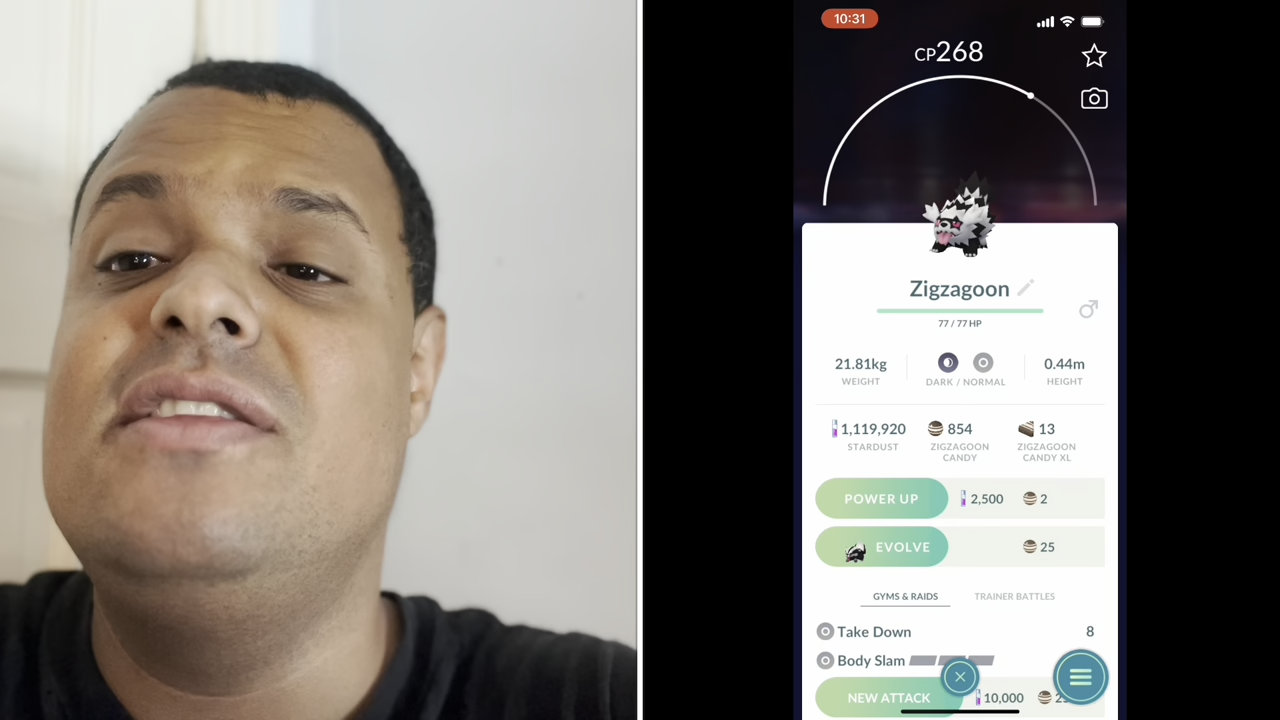 10:31
CP268
Zigzagoon
77 / 77 HP
21.81kg
WEIGHT
DARK / NORMAL
0.44m
HEIGHT
1,119,920
STARDUST
854
ZIGZAGOON
CANDY
13
ZIGZAGOON
CANDY XL
POWER UP 2,500 2
EVOLVE 25
GYMS & RAIDS TRAINER BATTLES
Take Down 8
Body Slam
NEW ATTACK 10,000